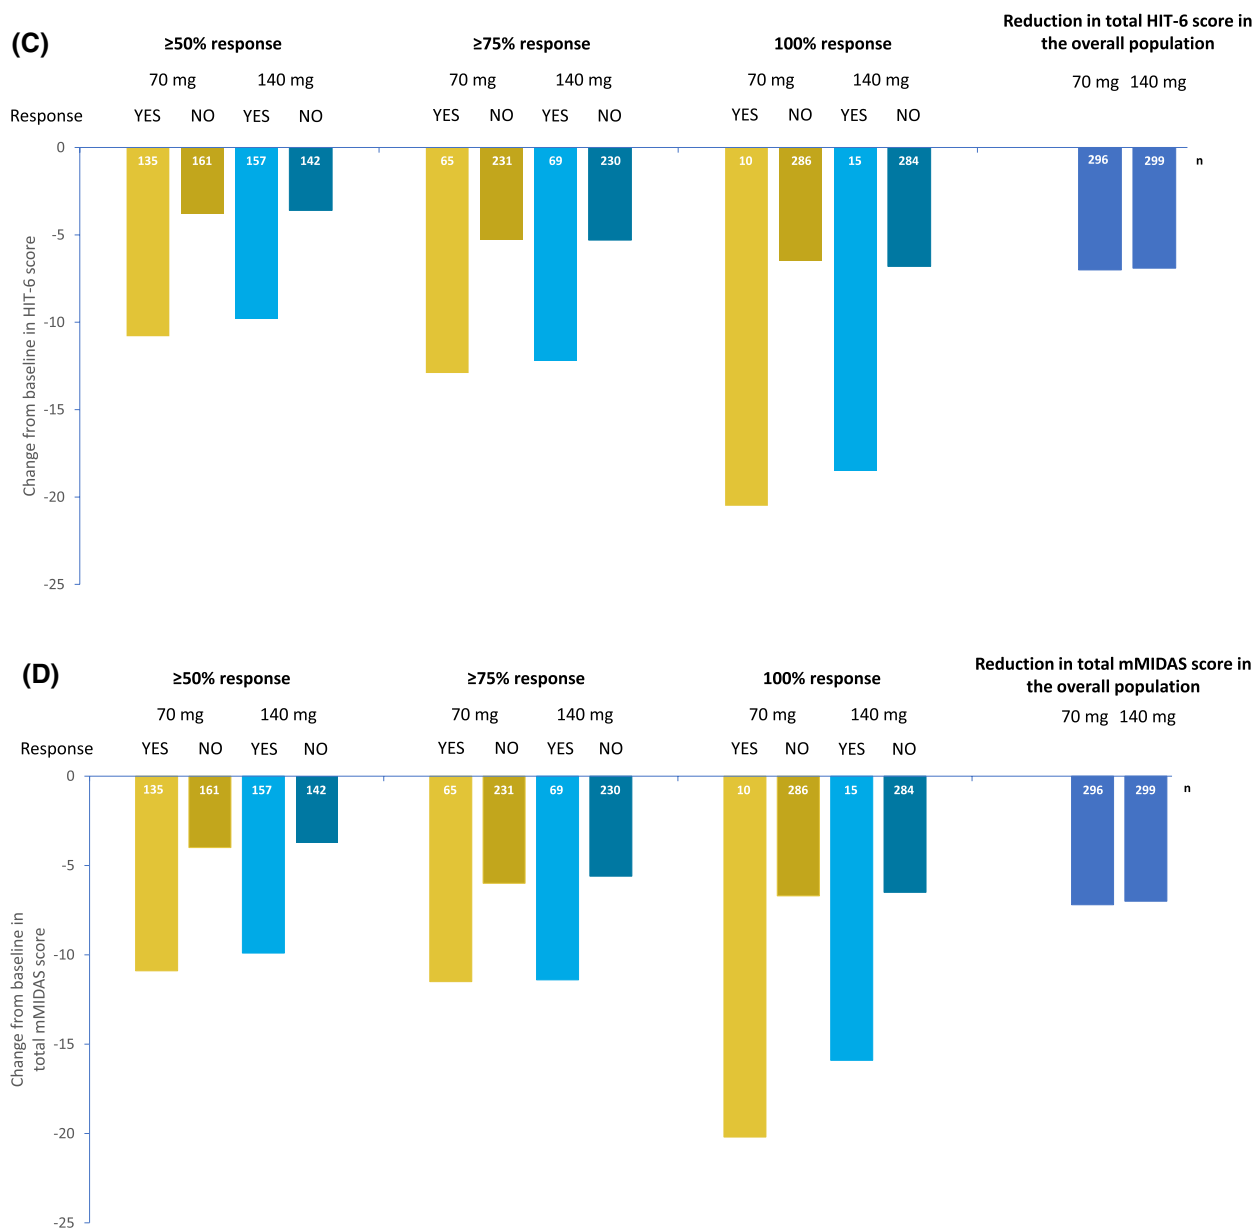 (C)
≥50% response
≥75% response
100% response
Reduction in total HIT-6 score in
the overall population
70 mg 140 mg 70 mg 140 mg 70 mg 140 mg 70 mg 140 mg
Response YES NO YES NO YES NO YES NO YES NO YES NO
0 135 161 157 142 65 231 69 230 10 286 15 284 296 299 n
-5
-10
-15
-20
-25
Change from baseline in HIT-6 score
(D)
≥50% response
≥75% response
100% response
Reduction in total mMIDAS score in
the overall population
70 mg 140 mg 70 mg 140 mg 70 mg 140 mg 70 mg 140 mg
Response YES NO YES NO YES NO YES NO YES NO YES NO
0 135 161 157 142 65 231 69 230 10 286 15 284 296 299 n
-5
-10
-15
-20
-25
Change from baseline in
total mMIDAS score